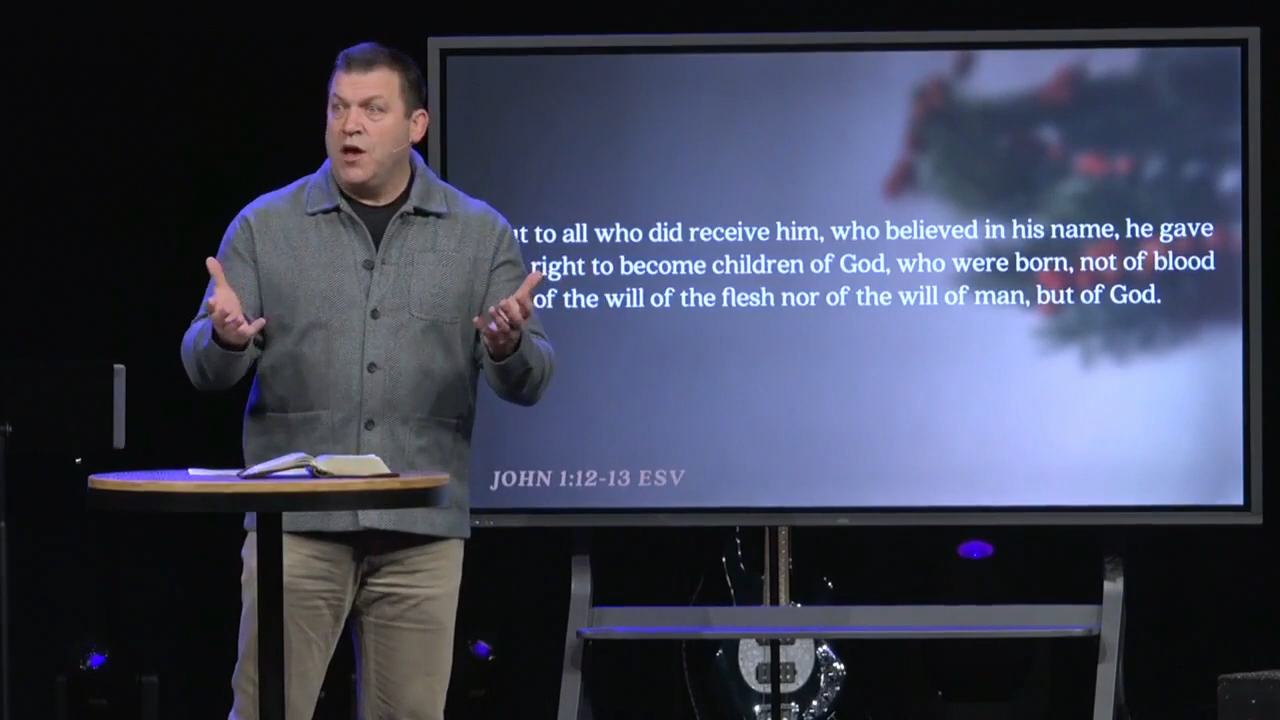 to all who did receive him, who believed in his name, he gave
right to become children of God, who were born, not of blood
of the will of the flesh nor of the will of man, but of God.
JOHN 1:12-13 ESV